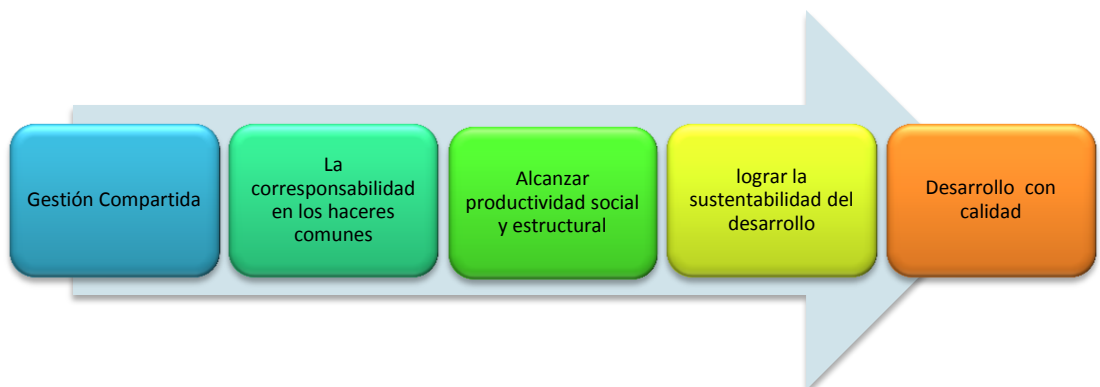 Gestión Compartida
La
corresponsabilidad
en los haceres
comunes
Alcanzar
productividad social
y estructural
lograr la
sustentabilidad del
desarrollo
Desarrollo con
calidad